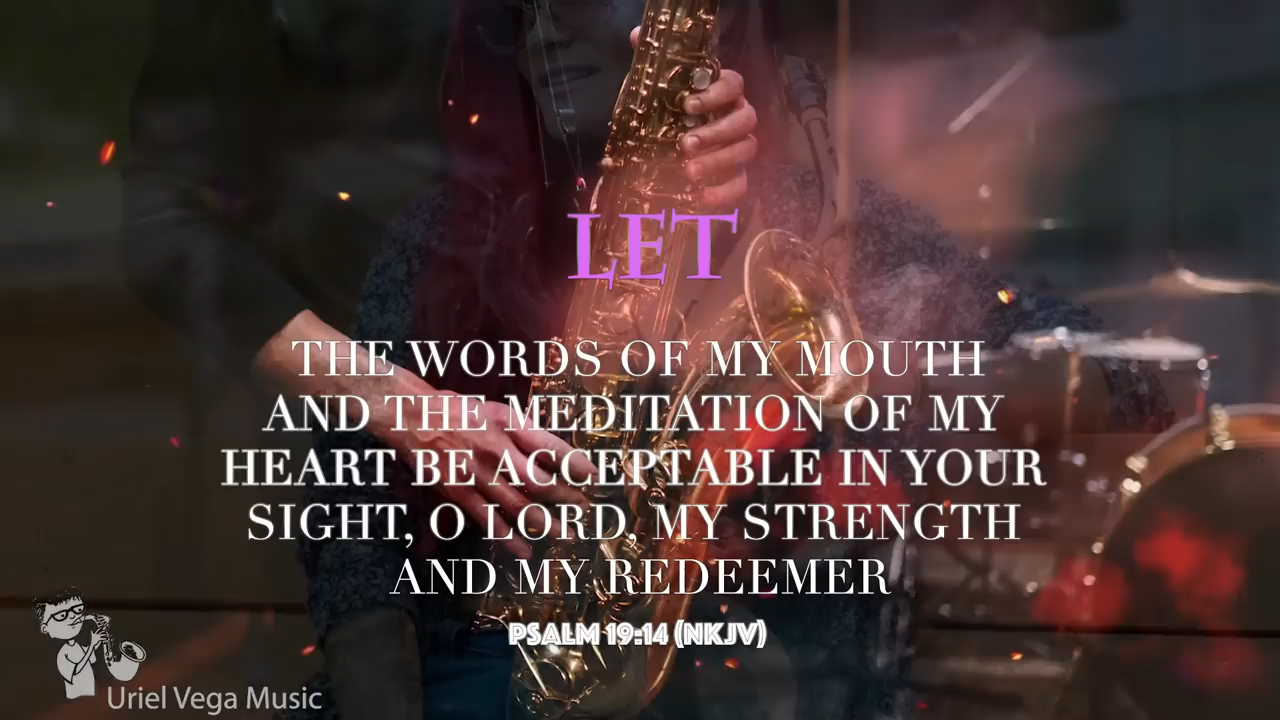 LET
THE WORDS OF MY MOUTH
AND THE MEDITATION OF MY
HEART BE ACCEPTABLE IN YOUR
SIGHT, O LORD, MY STRENGTH
AND MY REDEEMER
PSALM 19:14 (NKJV)
Uriel Vega Music